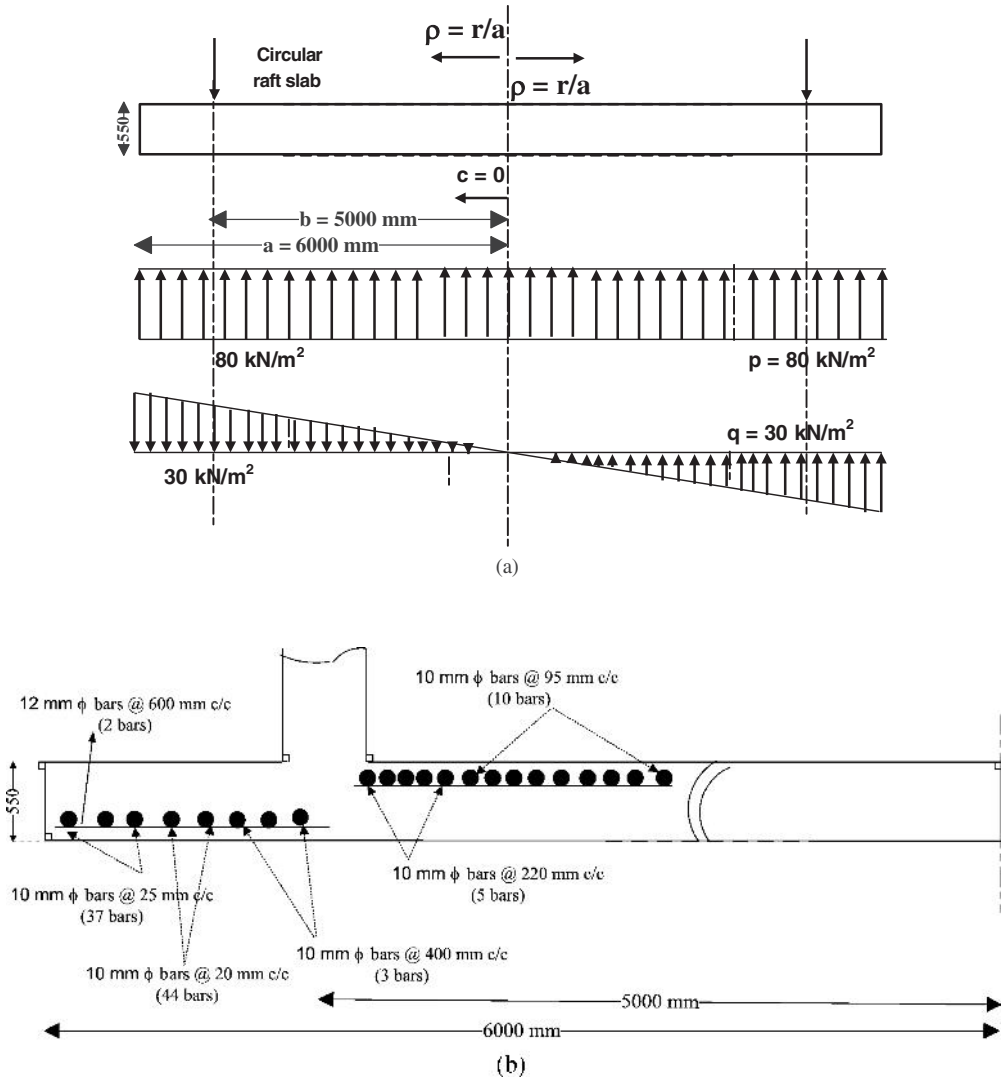 ρ = r/a
Circular
raft slab
ρ = r/a
550
c = 0
b = 5000 mm
a = 6000 mm
80 kN/m²
p = 80 kN/m²
q = 30 kN/m²
30 kN/m²
(a)
10 mm ϕ bars @ 95 mm c/c
(10 bars)
12 mm ϕ bars @ 600 mm c/c
(2 bars)
550
10 mm ϕ bars @ 220 mm c/c
(5 bars)
10 mm ϕ bars @ 25 mm c/c
(37 bars)
10 mm ϕ bars @ 400 mm c/c
(3 bars)
10 mm ϕ bars @ 20 mm c/c
(44 bars)
5000 mm
6000 mm
(b)